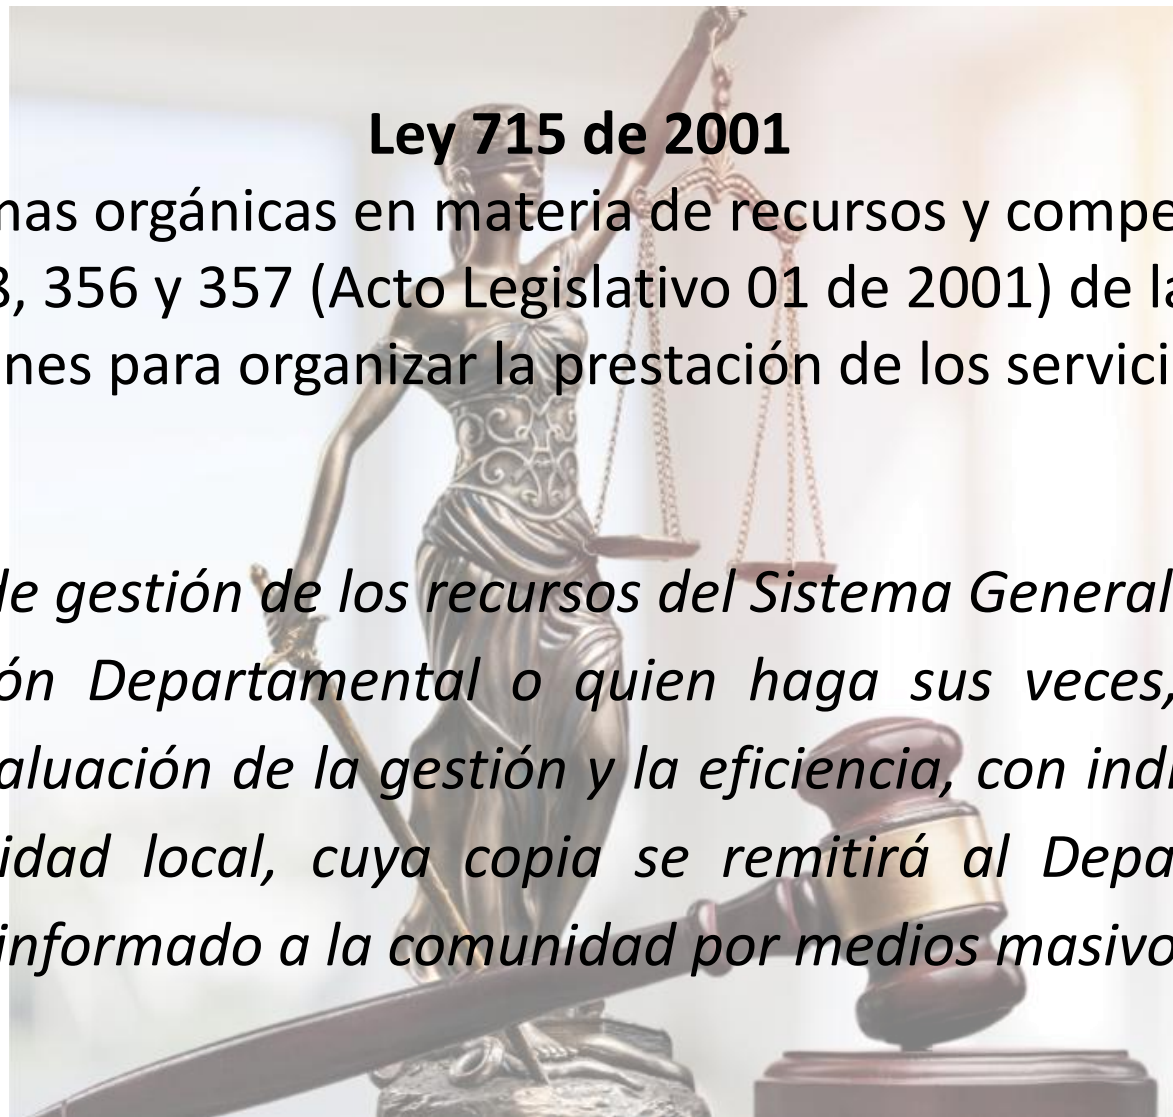 Ley 715 de 2001
mas orgánicas en materia de recursos y compe
, 356 y 357 (Acto Legislativo 01 de 2001) de la
nes para organizar la prestación de los servici
de gestión de los recursos del Sistema General
ón Departamental o quien haga sus veces,
aluación de la gestión y la eficiencia, con indi
idad local, cuya copia se remitirá al Depa
informado a la comunidad por medios masivo